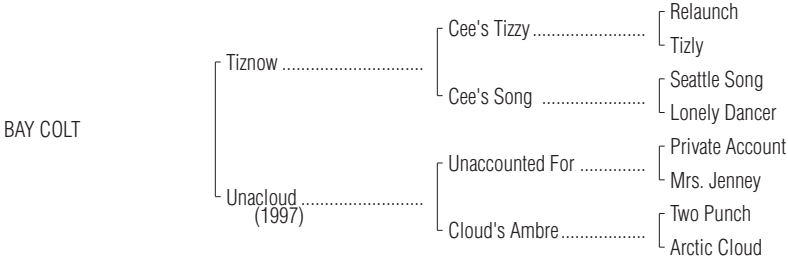 Relaunch
Cee's Tizzy ........................
Tizly
Tiznow ..............................
Seattle Song
Cee's Song ......................
Lonely Dancer
BAY COLT
Private Account
Unaccounted For ..............
Mrs. Jenney
Unacloud ..........................
(1997)
Two Punch
Cloud's Ambre..................
Arctic Cloud